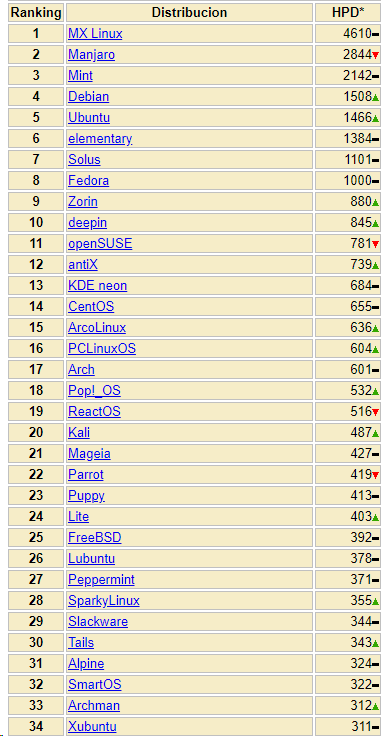 Ranking Distribucion HPD*
1 MX Linux 4610
2 Manjaro 2844
3 Mint 2142
4 Debian 1508
5 Ubuntu 1466
6 elementary 1384
7 Solus 1101
8 Fedora 1000
9 Zorin 880
10 deepin 845
11 openSUSE 781
12 antiX 739
13 KDE neon 684
14 CentOS 655
15 ArcoLinux 636
16 PCLinuxOS 604
17 Arch 601
18 Pop!_OS 532
19 ReactOS 516
20 Kali 487
21 Mageia 427
22 Parrot 419
23 Puppy 413
24 Lite 403
25 FreeBSD 392
26 Lubuntu 378
27 Peppermint 371
28 SparkyLinux 355
29 Slackware 344
30 Tails 343
31 Alpine 324
32 SmartOS 322
33 Archman 312
34 Xubuntu 311